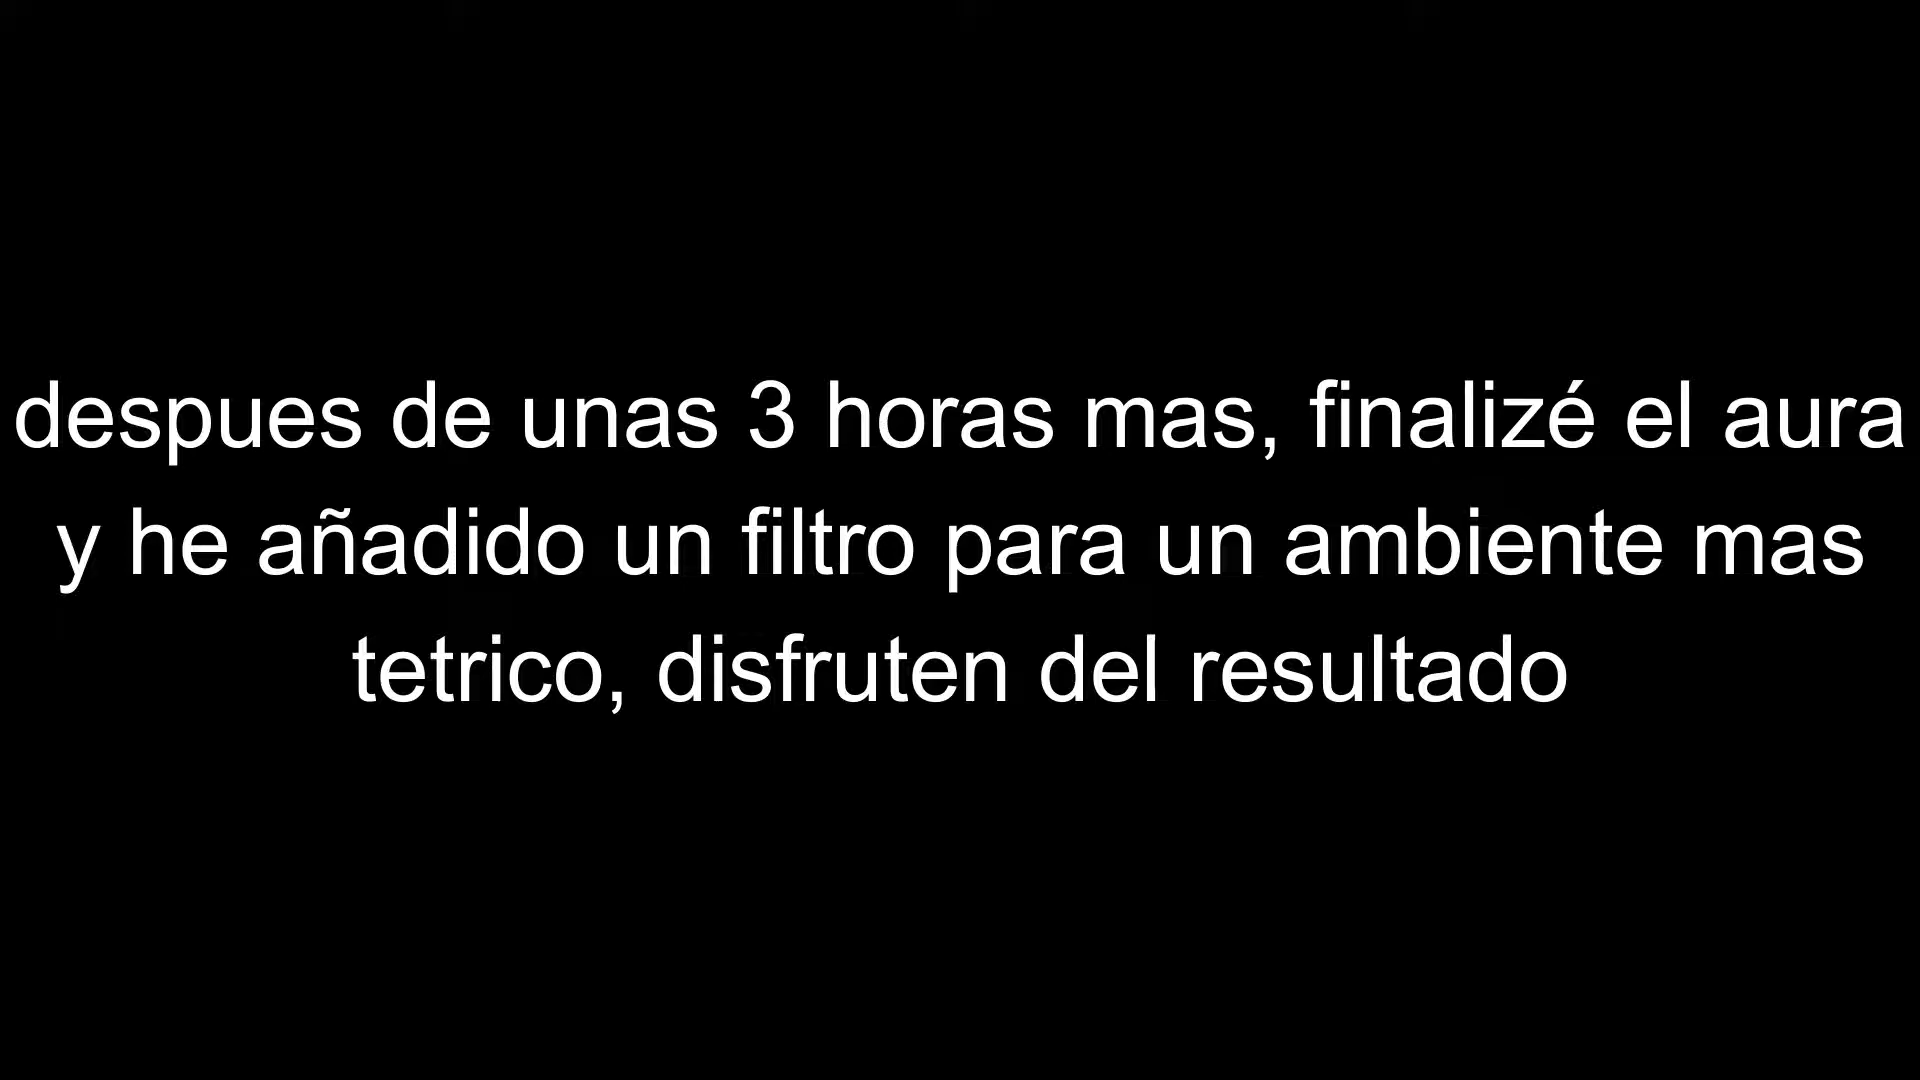 despues de unas 3 horas mas, finalizé el aura
y he añadido un filtro para un ambiente mas
tetrico, disfruten del resultado